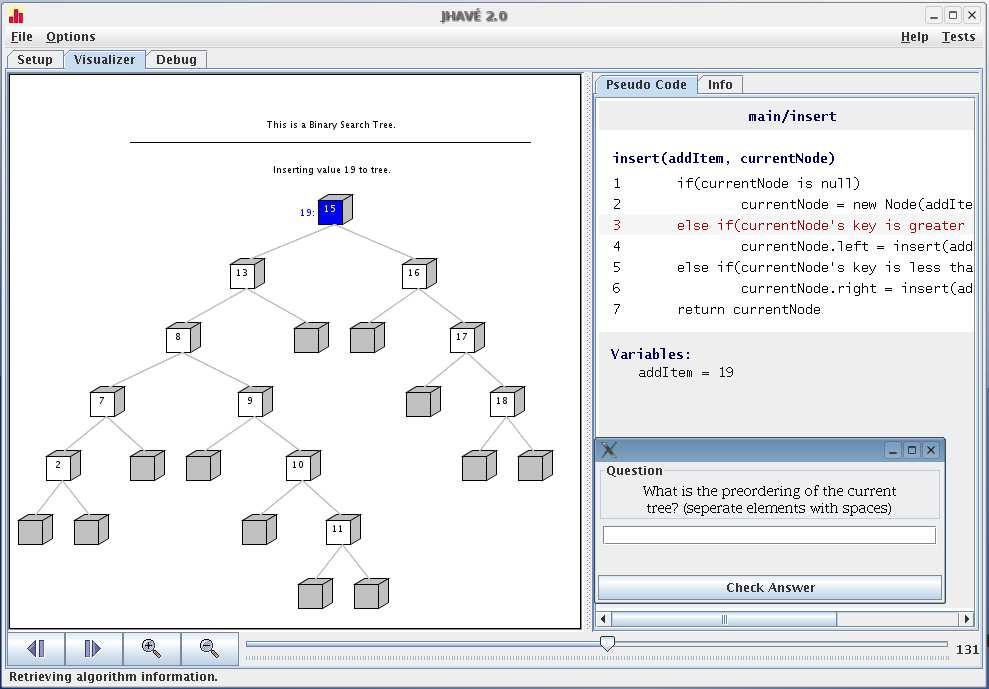 JHAVÉ 2.0
File Options Help Tests
Setup Visualizer Debug
This is a Binary Search Tree.
Inserting value 19 to tree.
19: 15
13 16
8 17
7 9 18
2 10
11
Pseudo Code Info
main/insert
insert(addItem, currentNode)
1 if(currentNode is null)
2 currentNode = new Node(addIte
3 else if(currentNode's key is greater
4 currentNode.left = insert(add
5 else if(currentNode's key is less tha
6 currentNode.right = insert(ad
7 return currentNode
Variables:
addItem = 19
Question
What is the preordering of the current
tree? (seperate elements with spaces)
Check Answer
131
Retrieving algorithm information.